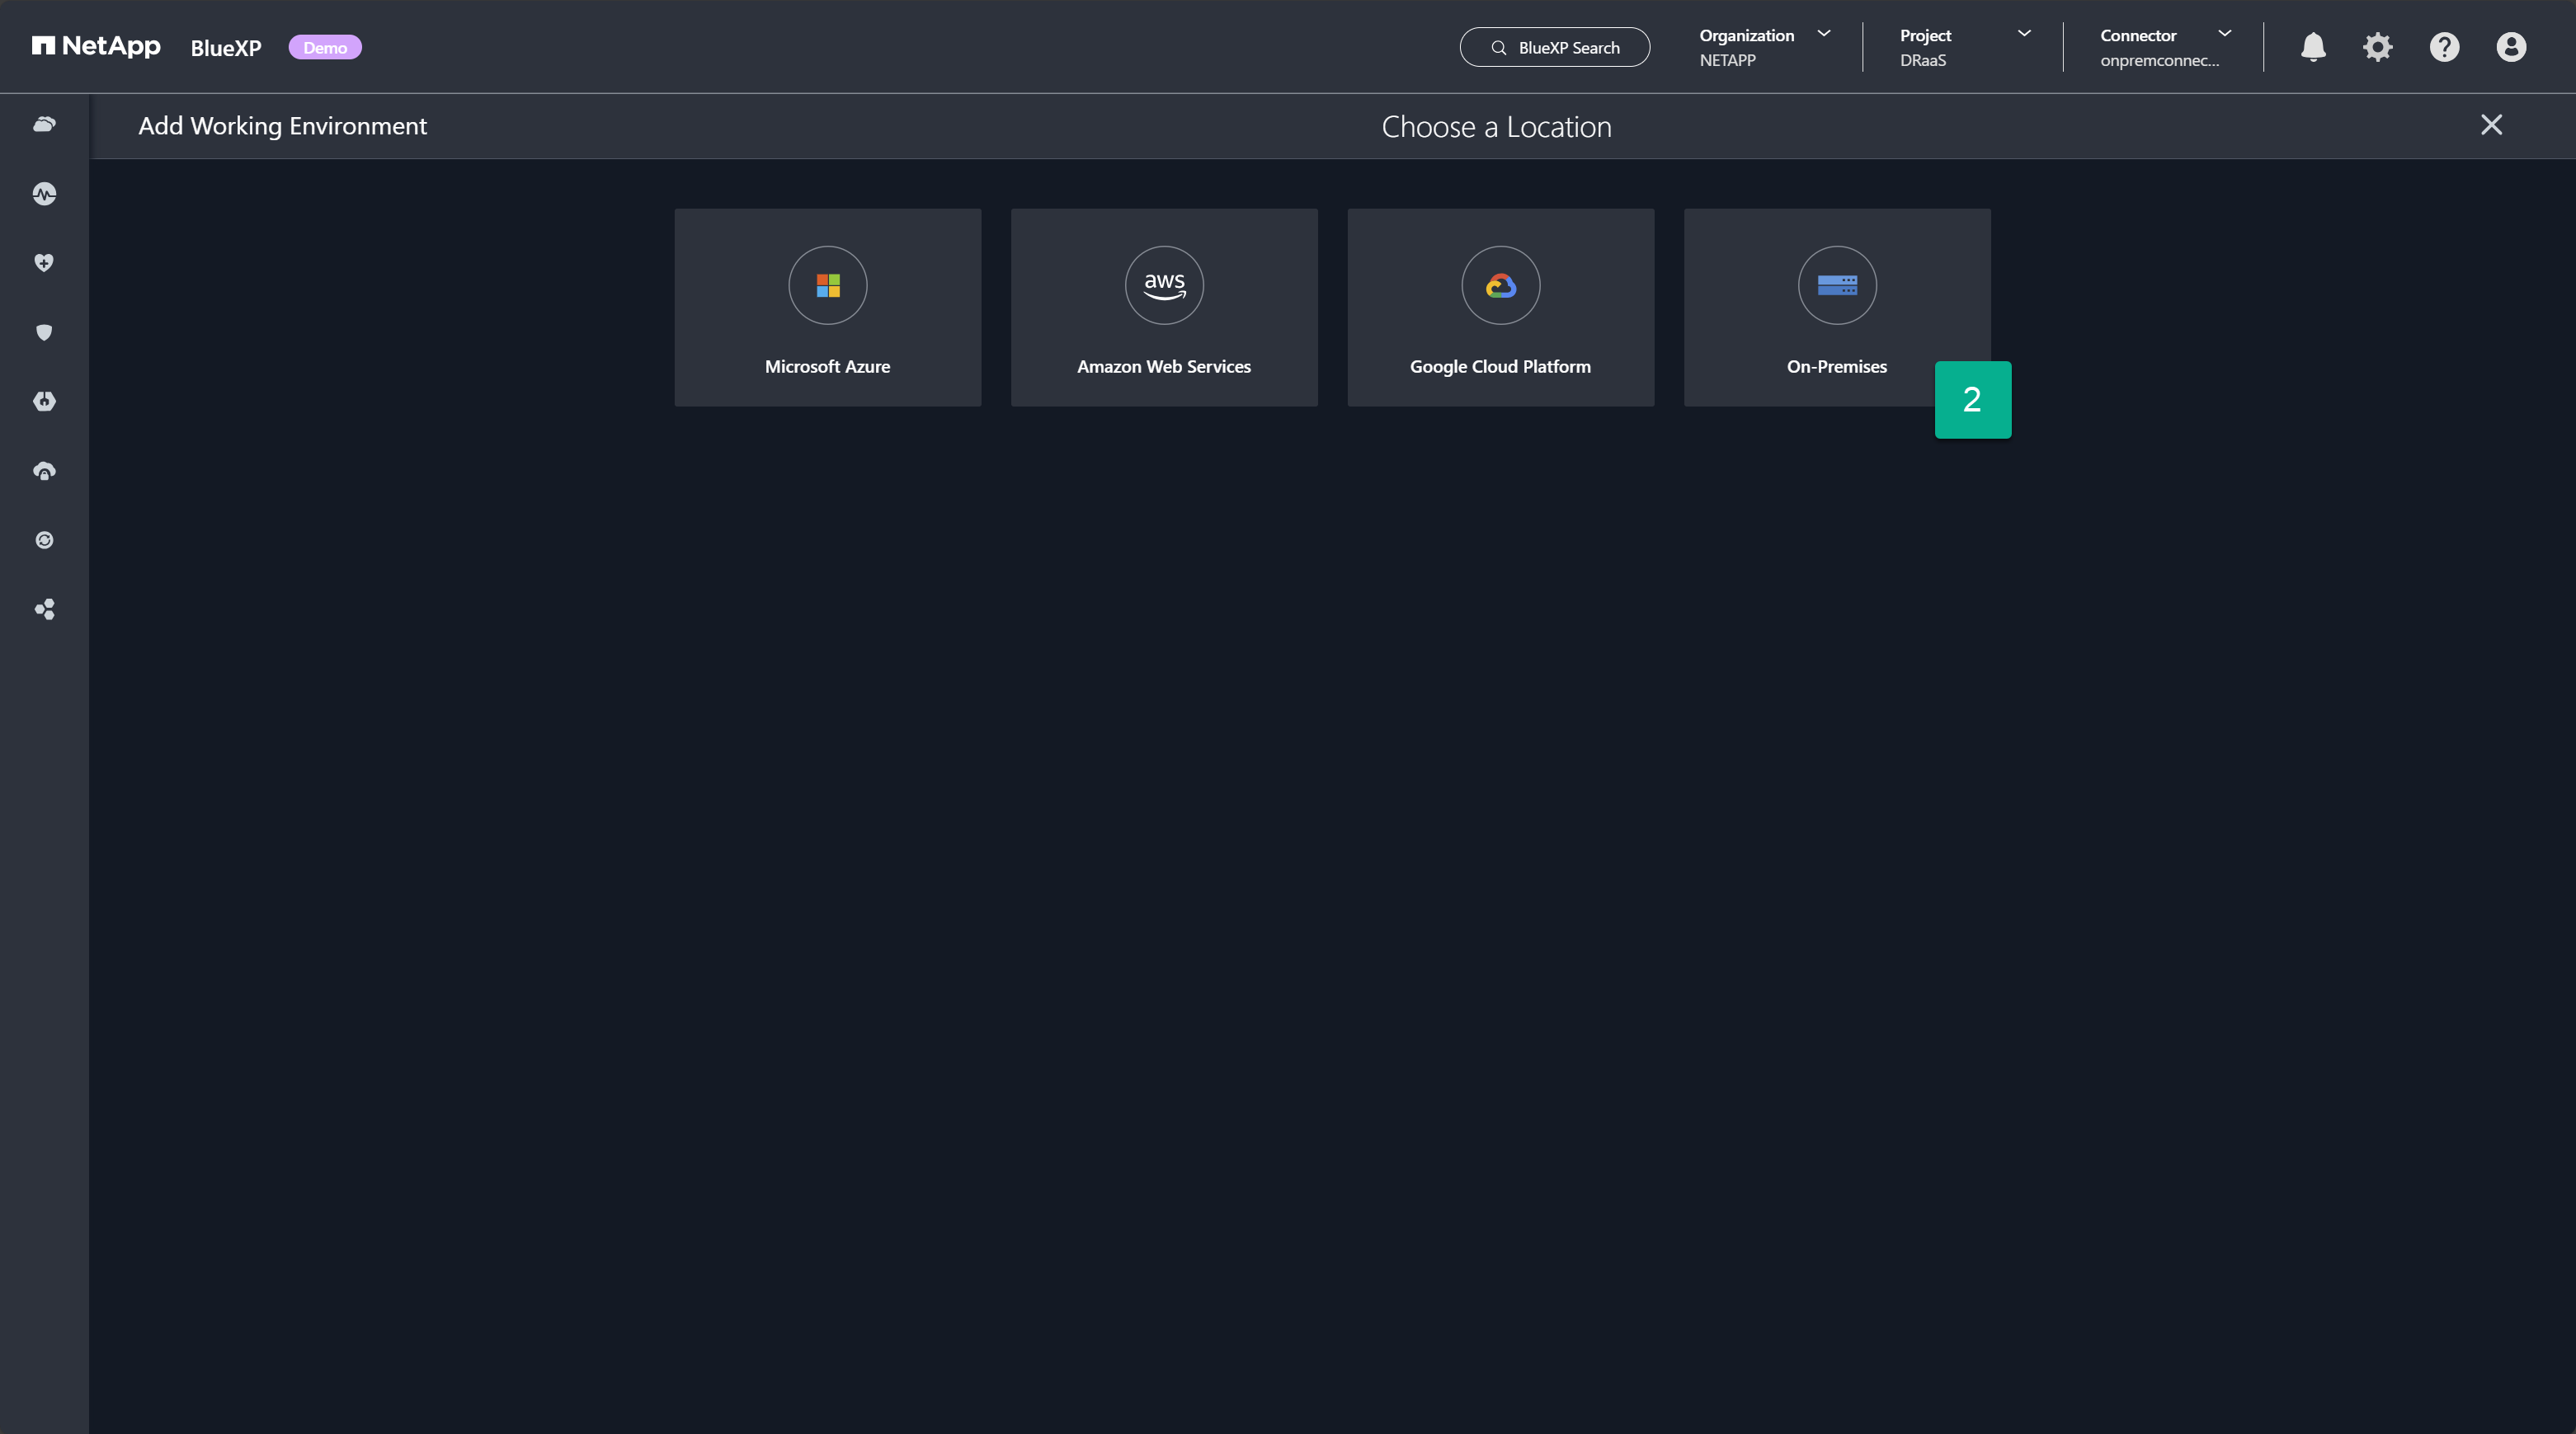 NetApp BlueXP Demo
BlueXP Search
Organization
NETAPP
Project
DRaaS
Connector
onpremconnec...
Add Working Environment
Choose a Location
aws
Microsoft Azure
Amazon Web Services
Google Cloud Platform
On-Premises
2